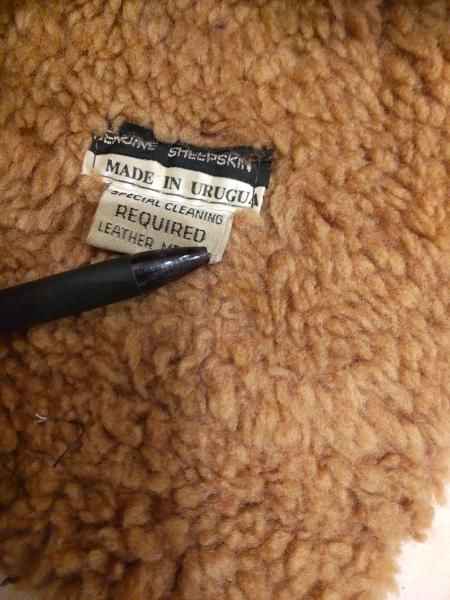 GENUINE SHEEPSKIN
MADE IN URUGUA
SPECIAL CLEANING
REQUIRED
LEATHER